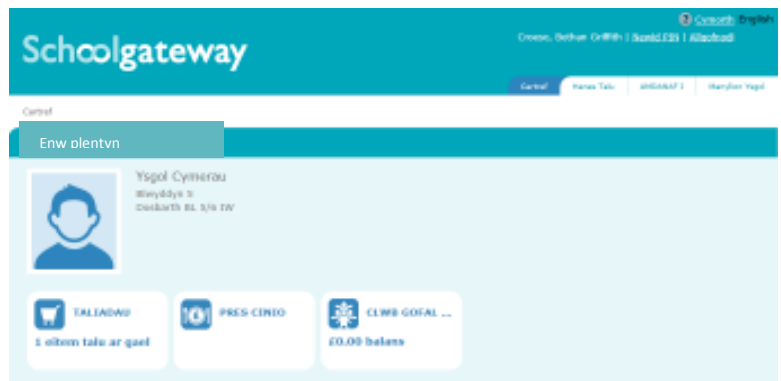 Cymorth English
Schoolgateway
Croeso, Bethan Griffith | Newid PIN | Allgofnodi
Cartref Hanes Talu AMDANAF I Manylion Ysgol
Cartref
Enw plentyn
Ysgol Cymerau
Blwyddyn 5
Dosbarth BL 5/6 IW
TALIADAU
1 eitem talu ar gael
PRES CINIO
CLWB GOFAL ...
£0.00 balans